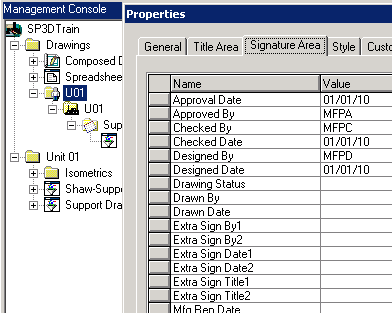 Management Console
SP3DTrain
Drawings
Composed D
Spreadshee
U01
U01
Sup
Unit 01
Isometrics
Shaw-Suppo
Support Dra
Properties
General Title Area Signature Area Style Custo
Name Value
Approval Date 01/01/10
Approved By MFPA
Checked By MFPC
Checked Date 01/01/10
Designed By MFPD
Designed Date 01/01/10
Drawing Status
Drawn By
Drawn Date
Extra Sign By1
Extra Sign By2
Extra Sign Date1
Extra Sign Date2
Extra Sign Title1
Extra Sign Title2